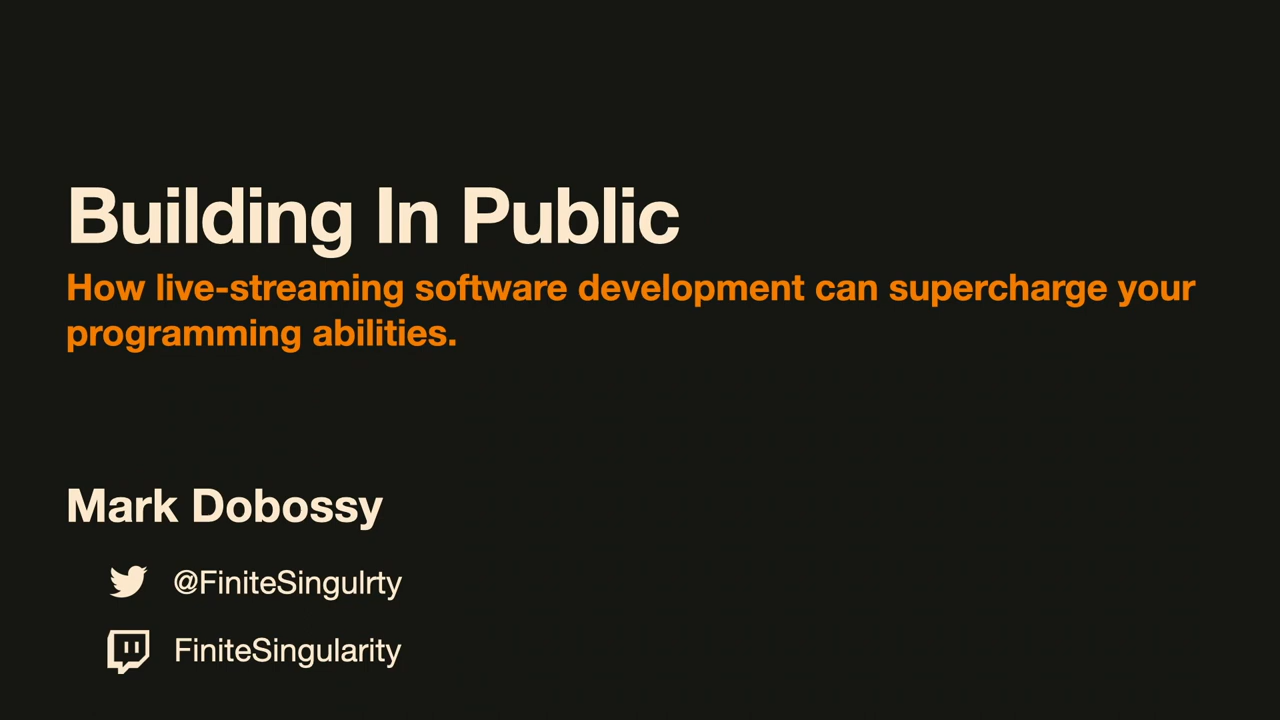 Building In Public
How live-streaming software development can supercharge your
programming abilities.
Mark Dobossy
@FiniteSingulrty
FiniteSingularity